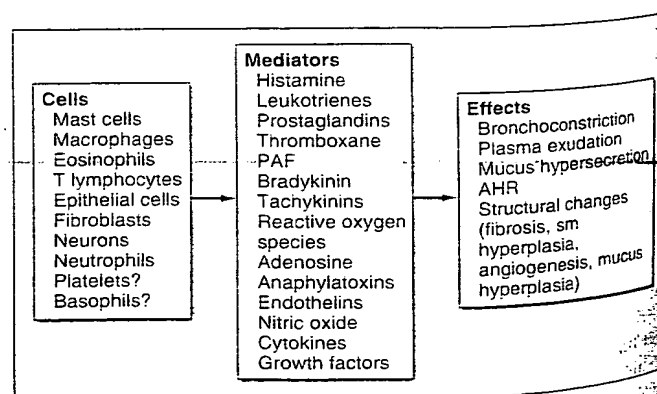 Cells
Mast cells
Macrophages
Eosinophils
T lymphocytes
Epithelial cells
Fibroblasts
Neurons
Neutrophils
Platelets?
Basophils?
Mediators
Histamine
Leukotrienes
Prostaglandins
Thromboxane
PAF
Bradykinin
Tachykinins
Reactive oxygen
species
Adenosine
Anaphylatoxins
Endothelins
Nitric oxide
Cytokines
Growth factors
Effects
Bronchoconstriction
Plasma exudation
Mucus hypersecretion
AHR
Structural changes
(fibrosis, sm
hyperplasia,
angiogenesis, mucus
hyperplasia)